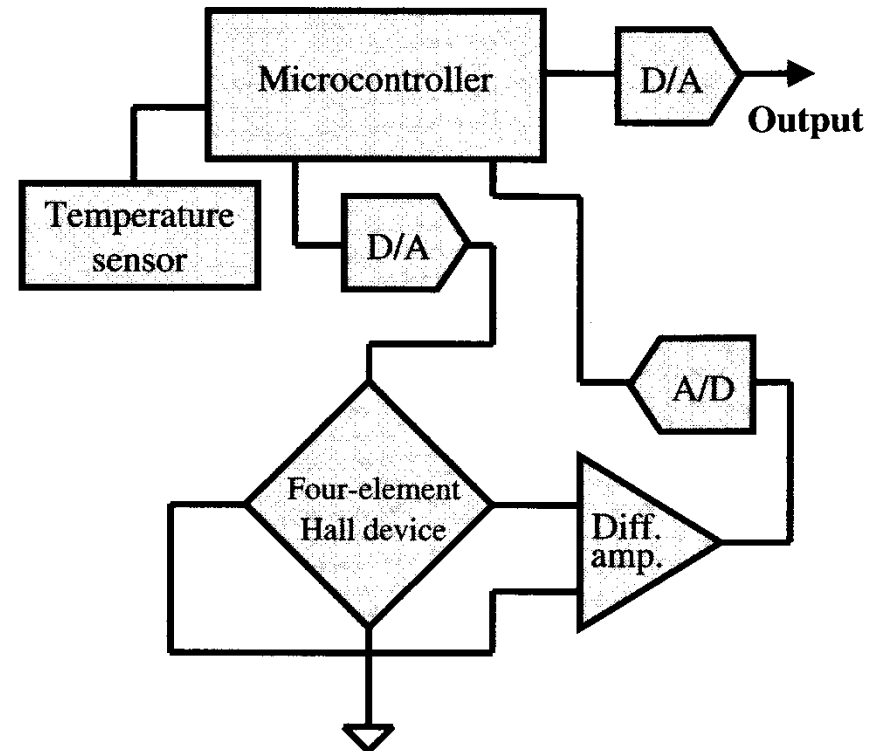 Microcontroller
D/A
Output
Temperature
sensor
D/A
A/D
Four-element
Hall device
Diff.
amp.